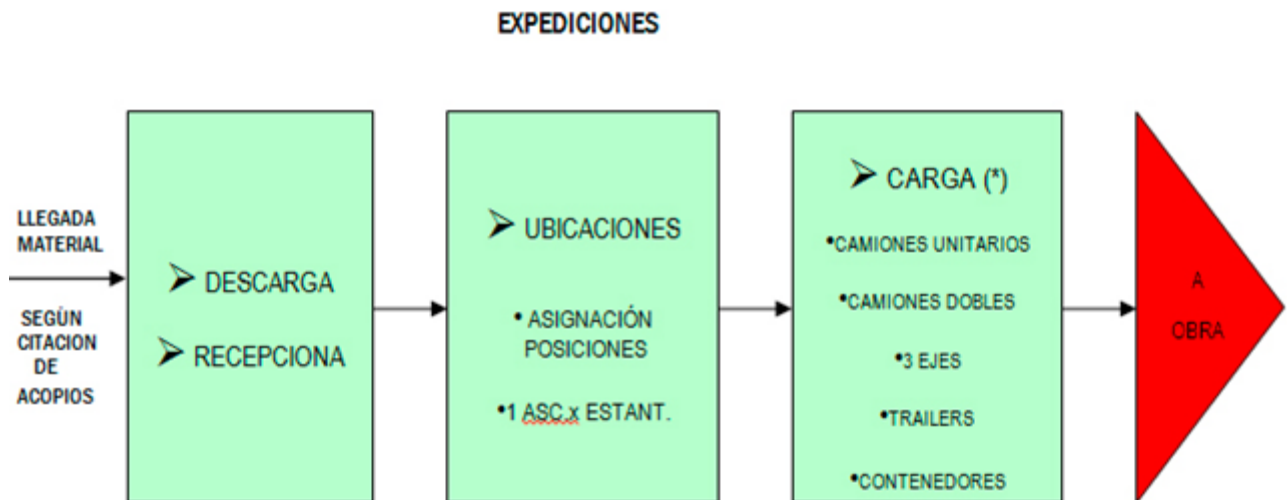 EXPEDICIONES
LLEGADA
MATERIAL
SEGÙN
CITACION
DE
ACOPIOS
➢ DESCARGA
➢ RECEPCIONA
➢ UBICACIONES
• ASIGNACIÓN
POSICIONES
•1 ASC.x ESTANT.
➢ CARGA (*)
•CAMIONES UNITARIOS
•CAMIONES DOBLES
•3 EJES
•TRAILERS
•CONTENEDORES
A
OBRA